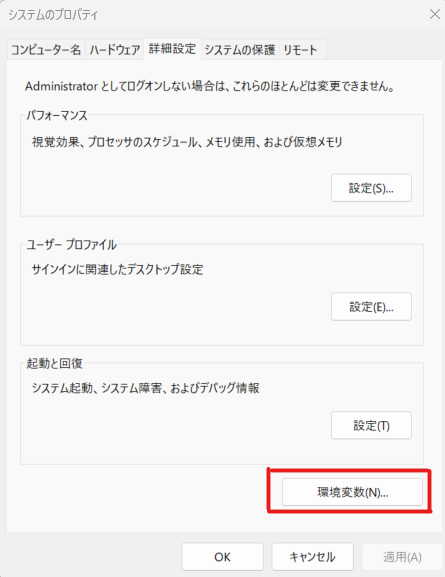 システムのプロパティ
コンピューター名 ハードウェア 詳細設定 システムの保護 リモート
Administrator としてログオンしない場合は、これらのほとんどは変更できません。
パフォーマンス
視覚効果、プロセッサのスケジュール、メモリ使用、および仮想メモリ
設定(S)...
ユーザー プロファイル
サインインに関連したデスクトップ設定
設定(E)...
起動と回復
システム起動、システム障害、およびデバッグ情報
設定(T)
環境変数(N)...
OK キャンセル 適用(A)